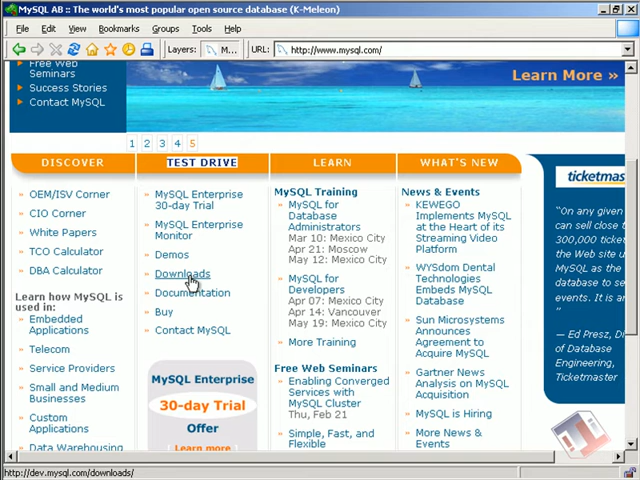 MySQL AB :: The world's most popular open source database (K-Meleon)
File Edit View Bookmarks Groups Tools Help
Layers: M... URL: http://www.mysql.com/
Free Web
Seminars
Success Stories
Contact MySQL
Learn More »
1 2 3 4 5
DISCOVER
OEM/ISV Corner
CIO Corner
White Papers
TCO Calculator
DBA Calculator
Learn how MySQL is
used in:
Embedded
Applications
Telecom
Service Providers
Small and Medium
Businesses
Custom
Applications
Data Warehousing
TEST DRIVE
MySQL Enterprise
30-day Trial
MySQL Enterprise
Monitor
Demos
Downloads
Documentation
Buy
Contact MySQL
MySQL Enterprise
30-day Trial
Offer
Learn more
LEARN
MySQL Training
MySQL for
Database
Administrators
Mar 10: Mexico City
Apr 21: Moscow
May 12: Mexico City
MySQL for
Developers
Apr 07: Mexico City
Apr 14: Vancouver
May 19: Mexico City
More Training
Free Web Seminars
Enabling Converged
Services with
MySQL Cluster
Thu, Feb 21
Simple, Fast, and
Flexible
WHAT'S NEW
News & Events
KEWEGO
Implements MySQL
at the Heart of its
Streaming Video
Platform
WYSdom Dental
Technologies
Embeds MySQL
Database
Sun Microsystems
Announces
Agreement to
Acquire MySQL
Gartner News
Analysis on MySQL
Acquisition
MySQL is Hiring
More News &
Events
ticketmas
"On any given
can sell close t
300,000 ticket
the Web site u
MySQL as the
database to se
events. It is an
"
— Ed Presz, Dir
of Database
Engineering,
Ticketmaster
http://dev.mysql.com/downloads/